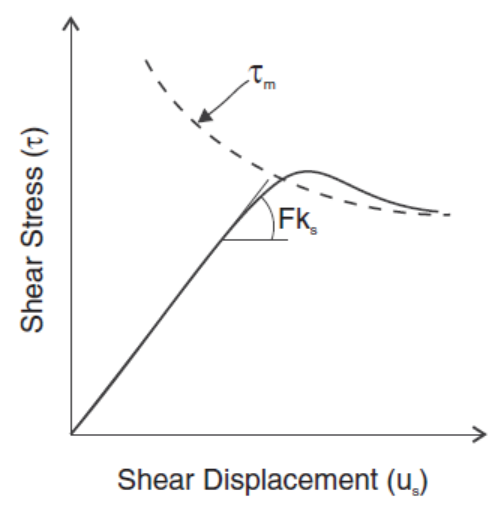 τm
Fks
Shear Stress (τ)
Shear Displacement (us)